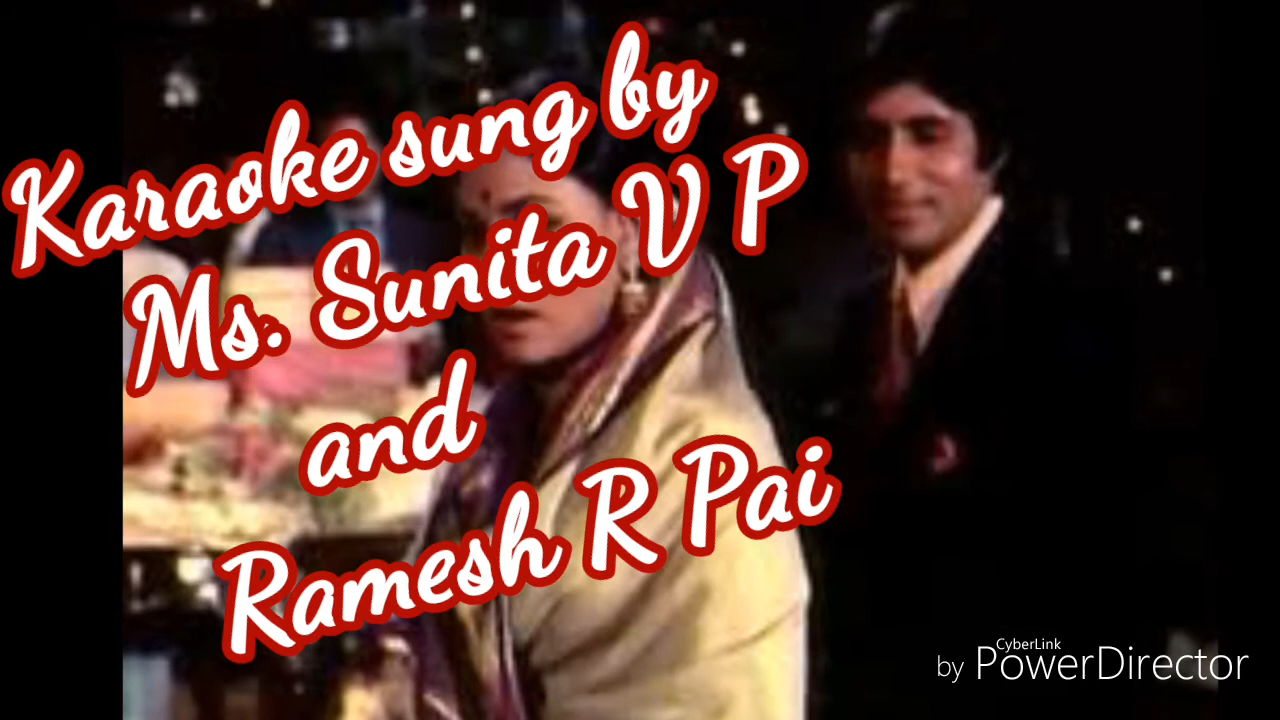 Karaoke sung by
Ms. Sunita V P
and
Ramesh R Pai
CyberLink
by PowerDirector